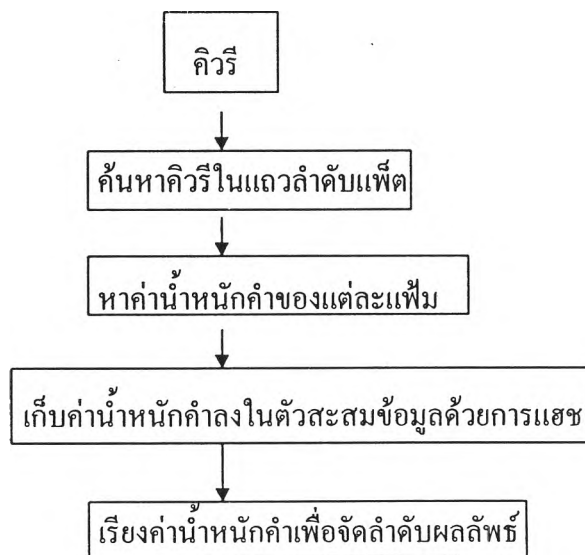 คิวรี
ค้นหาคิวรีในแถวลำดับแพ็ต
หาค่าน้ำหนักคำของแต่ละแฟ้ม
เก็บค่าน้ำหนักคำลงในตัวสะสมข้อมูลด้วยการแฮช
เรียงค่าน้ำหนักคำเพื่อจัดลำดับผลลัพธ์